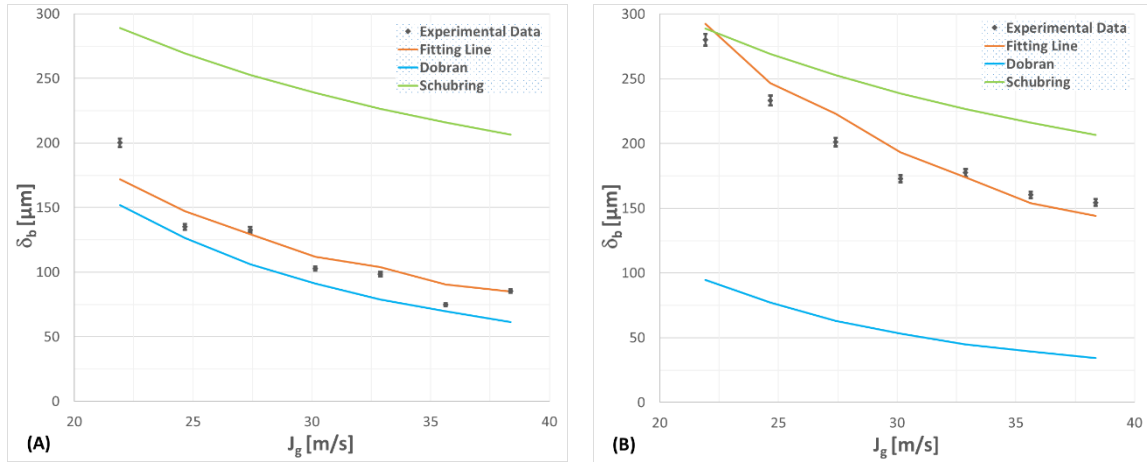 300
250
200
150
100
50
0
δb [µm]
20
25
30
35
40
Jg [m/s]
(A)
Experimental Data
Fitting Line
Dobran
Schubring
300
250
200
150
100
50
0
δb [µm]
20
25
30
35
40
Jg [m/s]
(B)
Experimental Data
Fitting Line
Dobran
Schubring